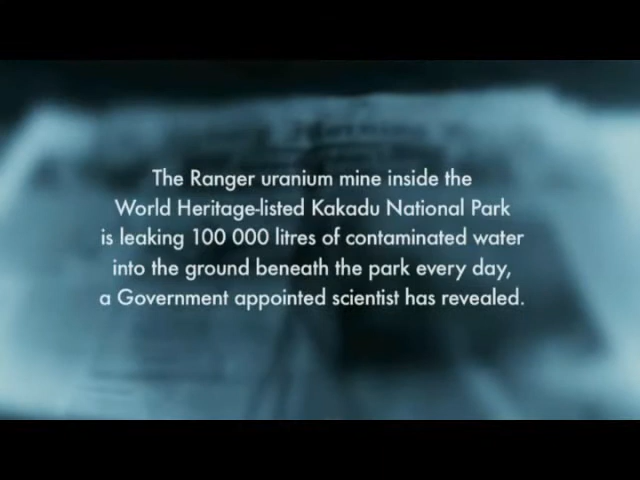 The Ranger uranium mine inside the
World Heritage-listed Kakadu National Park
is leaking 100 000 litres of contaminated water
into the ground beneath the park every day,
a Government appointed scientist has revealed.